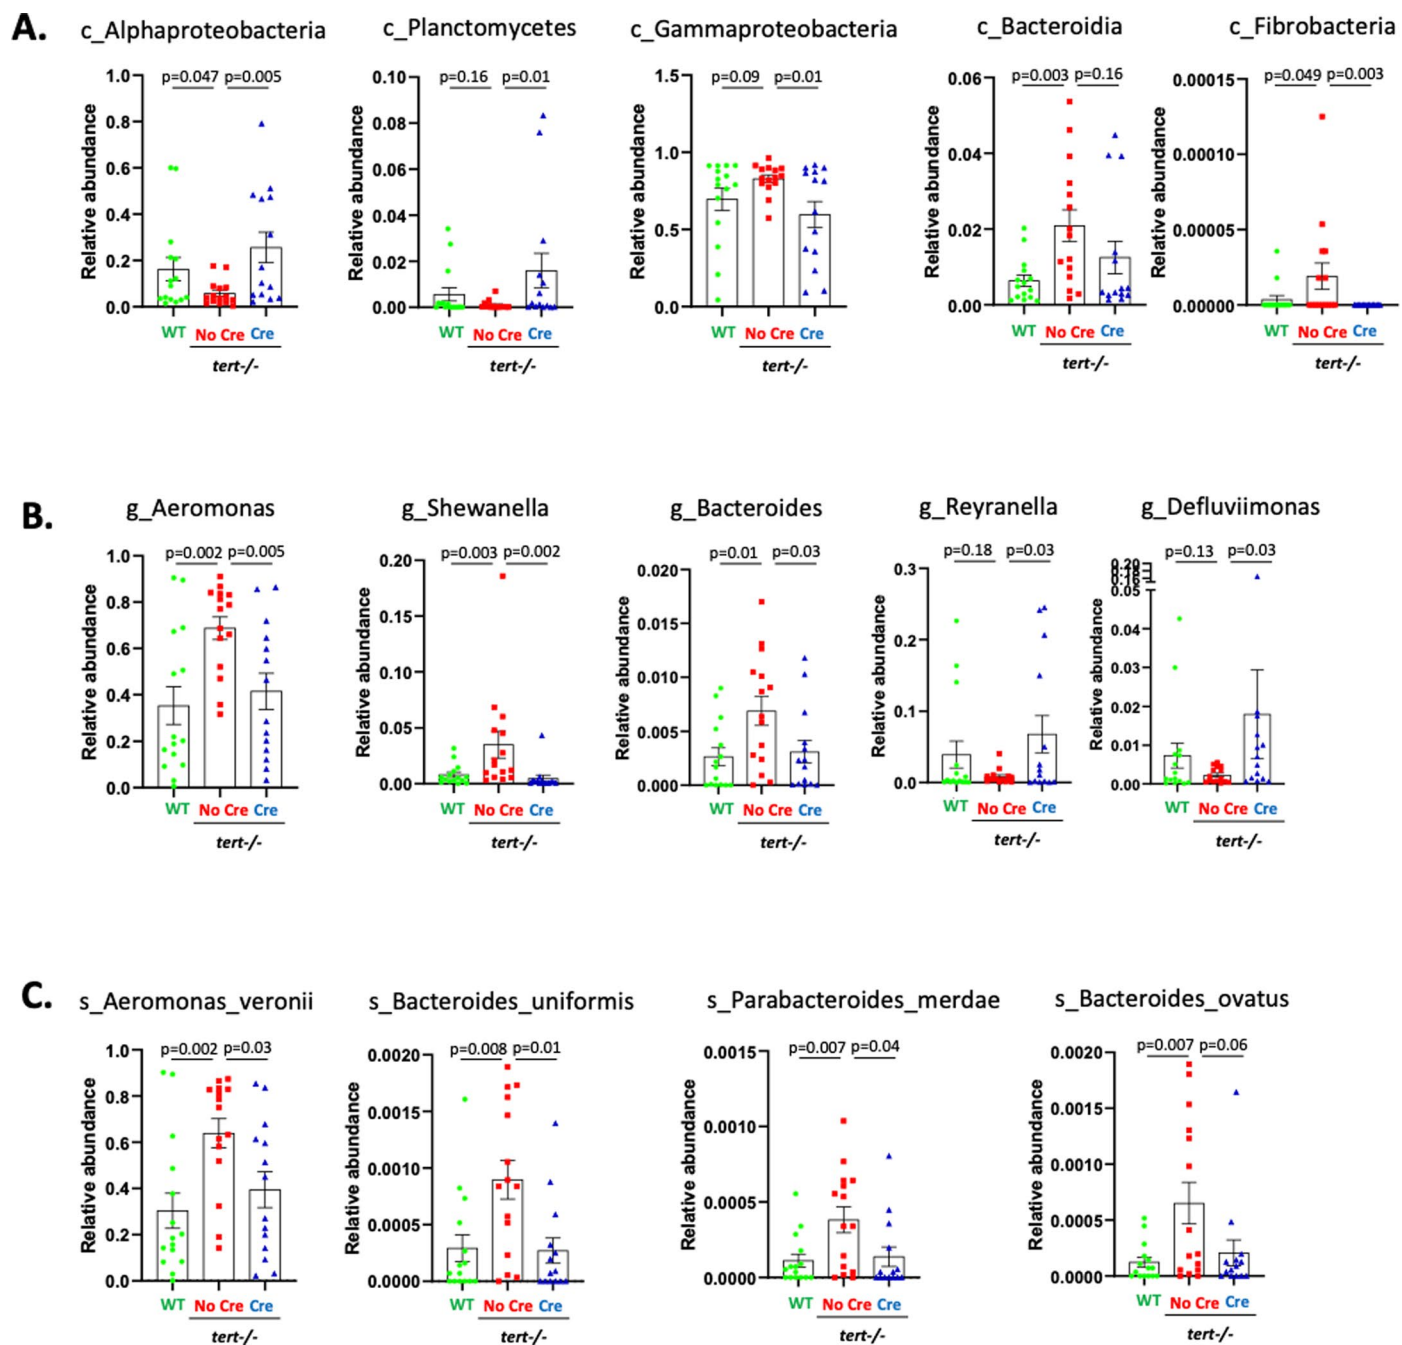 A.
c_Alphaproteobacteria c_Planctomycetes c_Gammaproteobacteria c_Bacteroidia c_Fibrobacteria
p=0.047 p=0.005 p=0.16 p=0.01 p=0.09 p=0.01 p=0.003 p=0.16 p=0.049 p=0.003
Relative abundance Relative abundance Relative abundance Relative abundance Relative abundance
1.0 0.10 1.5 0.06 0.00015
0.8 0.08
0.6 0.06 1.0 0.04 0.00010
0.4 0.04 0.5 0.02 0.00005
0.2 0.02
0.0 0.00 0.0 0.00 0.00000
WT No Cre Cre WT No Cre Cre WT No Cre Cre WT No Cre Cre WT No Cre Cre
tert-/- tert-/- tert-/- tert-/- tert-/-
B.
g_Aeromonas g_Shewanella g_Bacteroides g_Reyranella g_Defluviimonas
p=0.002 p=0.005 p=0.003 p=0.002 p=0.01 p=0.03 p=0.18 p=0.03 p=0.13 p=0.03
Relative abundance Relative abundance Relative abundance Relative abundance Relative abundance
1.0 0.20 0.020 0.3 0.20
0.18
0.16
0.8 0.15 0.015 0.05
0.6 0.2 0.04
0.10 0.010 0.03
0.4 0.1 0.02
0.2 0.05 0.005 0.01
0.0 0.00 0.000 0.0 0.00
WT No Cre Cre WT No Cre Cre WT No Cre Cre WT No Cre Cre WT No Cre Cre
tert-/- tert-/- tert-/- tert-/- tert-/-
C.
s_Aeromonas_veronii s_Bacteroides_uniformis s_Parabacteroides_merdae s_Bacteroides_ovatus
p=0.002 p=0.03 p=0.008 p=0.01 p=0.007 p=0.04 p=0.007 p=0.06
Relative abundance Relative abundance Relative abundance Relative abundance
1.0 0.0020 0.0015 0.0020
0.8 0.0015 0.0015
0.6 0.0010 0.0010 0.0010
0.4
0.2 0.0005 0.0005 0.0005
0.0 0.0000 0.0000 0.0000
WT No Cre Cre WT No Cre Cre WT No Cre Cre WT No Cre Cre
tert-/- tert-/- tert-/- tert-/-